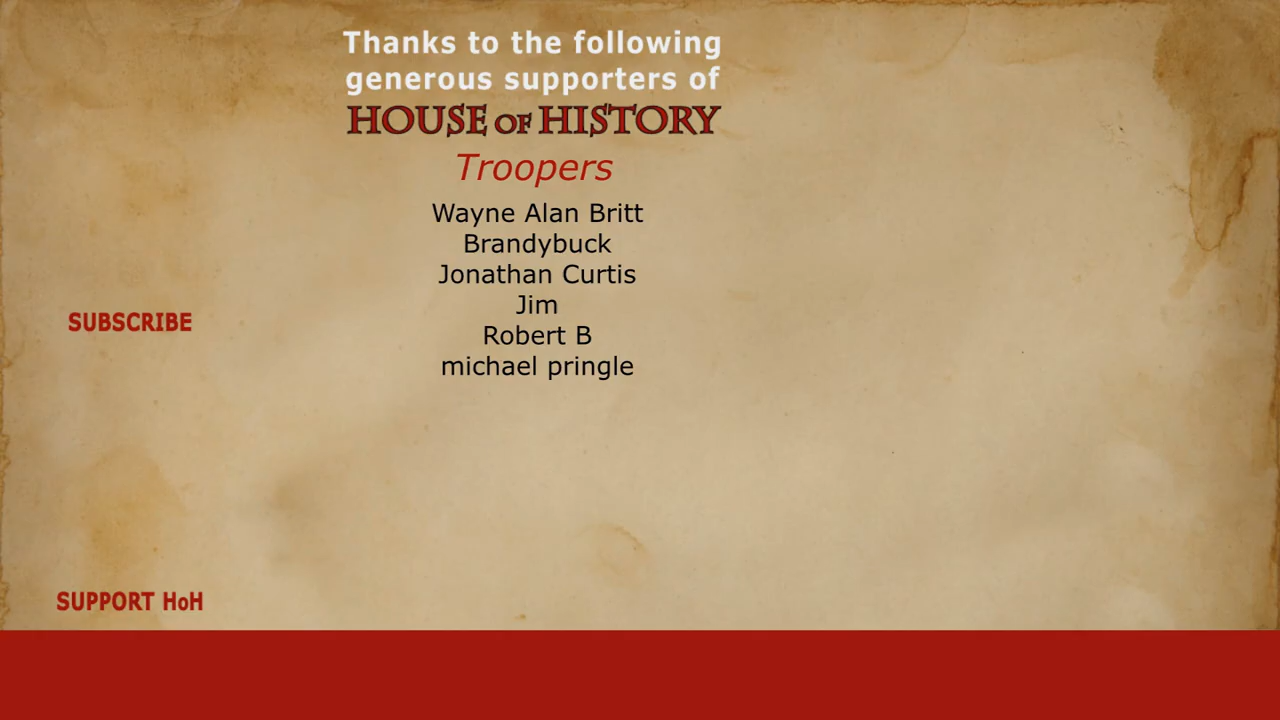 Thanks to the following
generous supporters of
HOUSE OF HISTORY
Troopers
Wayne Alan Britt
Brandybuck
Jonathan Curtis
Jim
Robert B
michael pringle
SUBSCRIBE
SUPPORT HoH